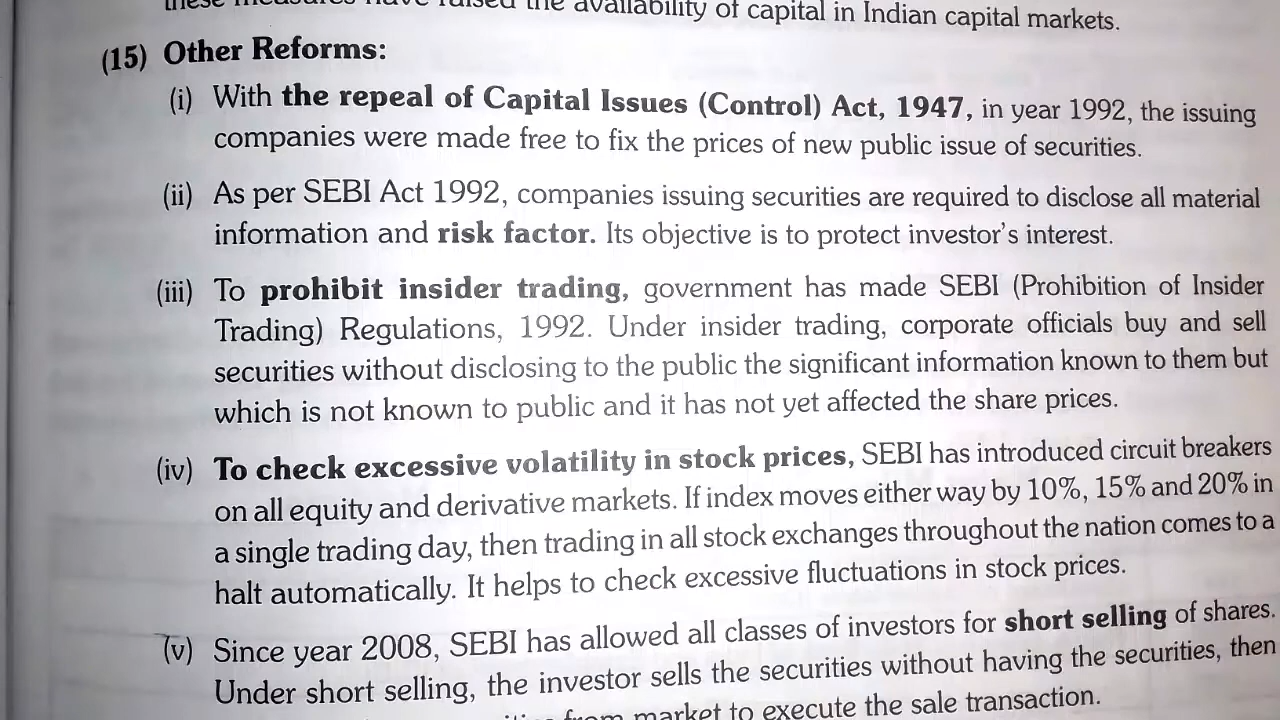 these measures have raised the availability of capital in Indian capital markets.
(15) Other Reforms:
(i) With the repeal of Capital Issues (Control) Act, 1947, in year 1992, the issuing
companies were made free to fix the prices of new public issue of securities.
(ii) As per SEBI Act 1992, companies issuing securities are required to disclose all material
information and risk factor. Its objective is to protect investor's interest.
(iii) To prohibit insider trading, government has made SEBI (Prohibition of Insider
Trading) Regulations, 1992. Under insider trading, corporate officials buy and sell
securities without disclosing to the public the significant information known to them but
which is not known to public and it has not yet affected the share prices.
(iv) To check excessive volatility in stock prices, SEBI has introduced circuit breakers
on all equity and derivative markets. If index moves either way by 10%, 15% and 20% in
a single trading day, then trading in all stock exchanges throughout the nation comes to a
halt automatically. It helps to check excessive fluctuations in stock prices.
(v) Since year 2008, SEBI has allowed all classes of investors for short selling of shares.
Under short selling, the investor sells the securities without having the securities, then
from market to execute the sale transaction.